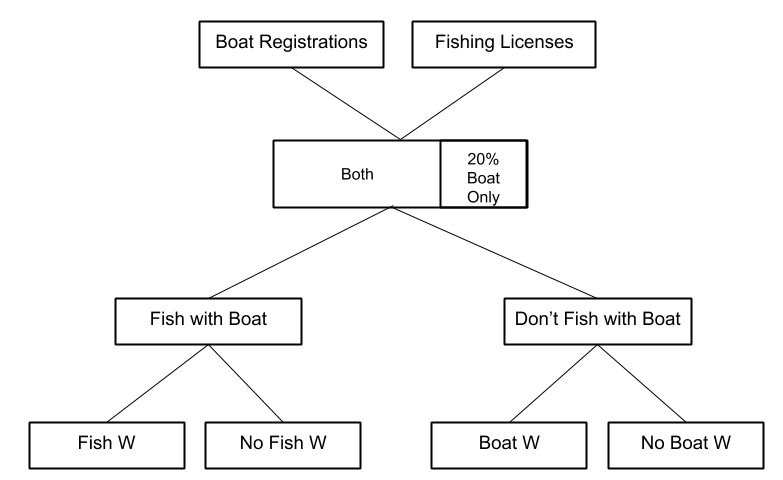 Boat Registrations
Fishing Licenses
Both
20%
Boat
Only
Fish with Boat
Don’t Fish with Boat
Fish W
No Fish W
Boat W
No Boat W